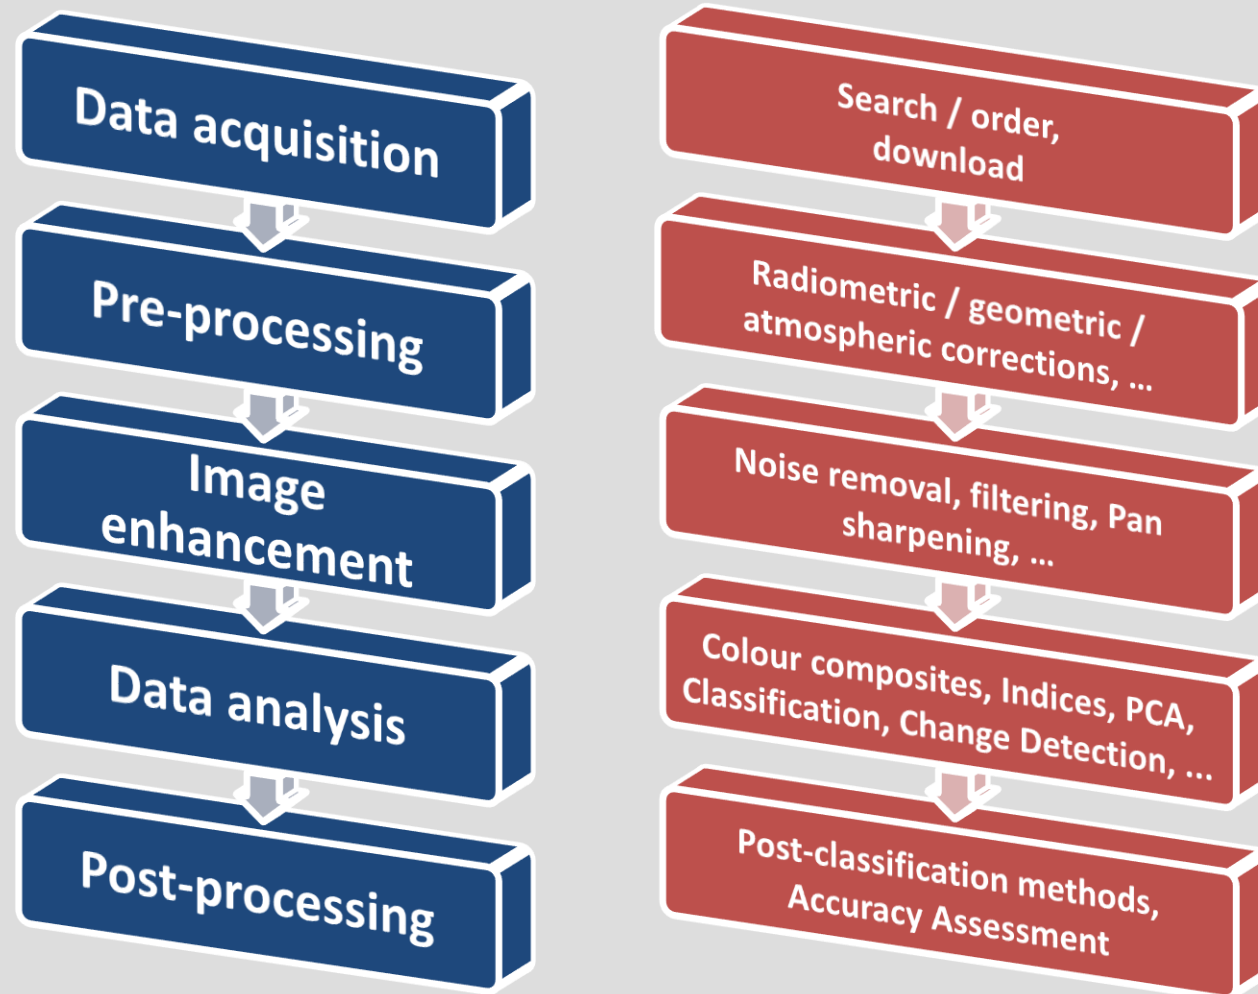 Data acquisition
Pre-processing
Image
enhancement
Data analysis
Post-processing
Search / order,
download
Radiometric / geometric /
atmospheric corrections, ...
Noise removal, filtering, Pan
sharpening, ...
Colour composites, Indices, PCA,
Classification, Change Detection, ...
Post-classification methods,
Accuracy Assessment